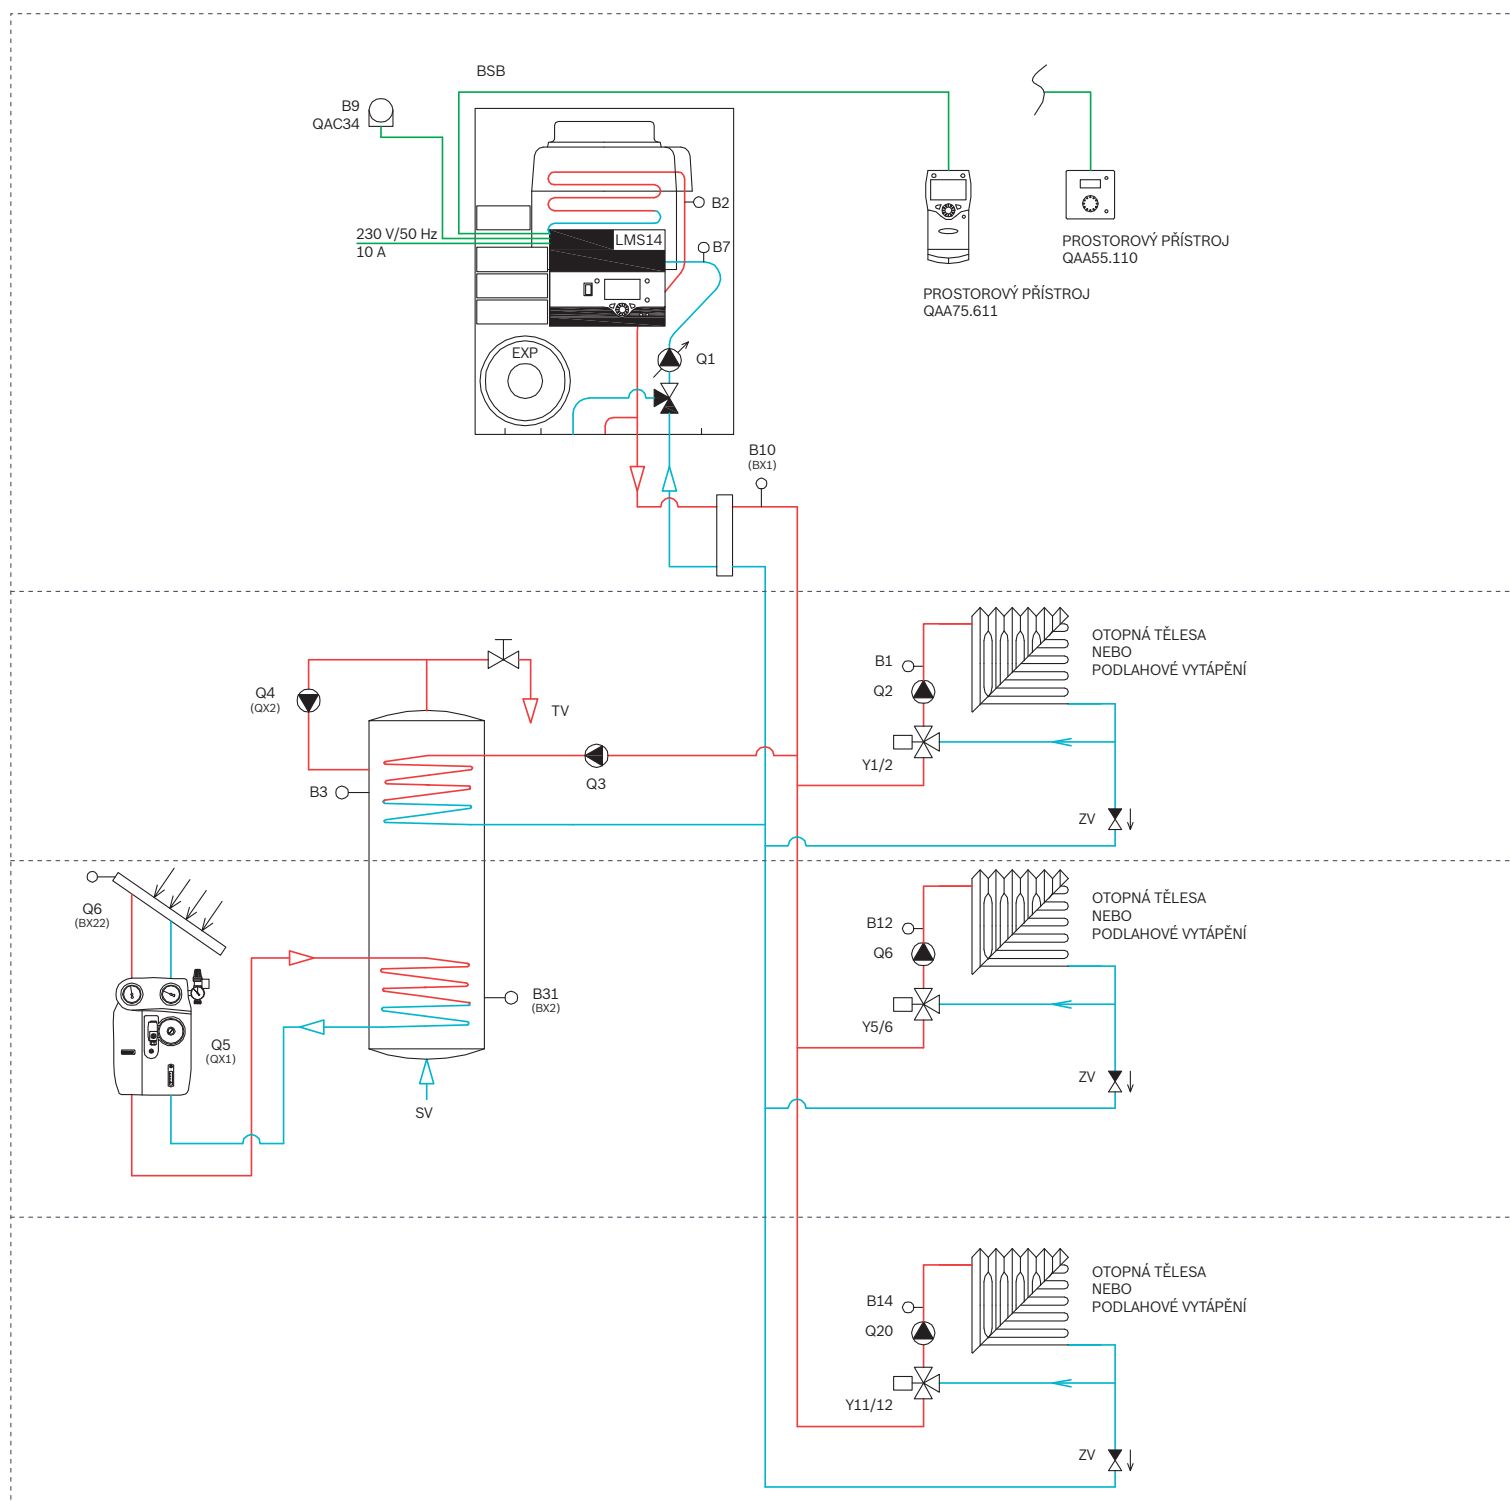 BSB
B9
QAC34
B2
230 V/50 Hz
10 A
LMS14
B7
PROSTOROVÝ PŘÍSTROJ
QAA55.110
PROSTOROVÝ PŘÍSTROJ
QAA75.611
EXP
Q1
B10
(BX1)
OTOPNÁ TĚLESA
NEBO
PODLAHOVÉ VYTÁPĚNÍ
B1
Q2
Q4
(QX2)
TV
Y1/2
Q3
B3
ZV
Q6
(BX22)
OTOPNÁ TĚLESA
NEBO
PODLAHOVÉ VYTÁPĚNÍ
B12
Q6
B31
(BX2)
Y5/6
Q5
(QX1)
ZV
SV
OTOPNÁ TĚLESA
NEBO
PODLAHOVÉ VYTÁPĚNÍ
B14
Q20
Y11/12
ZV